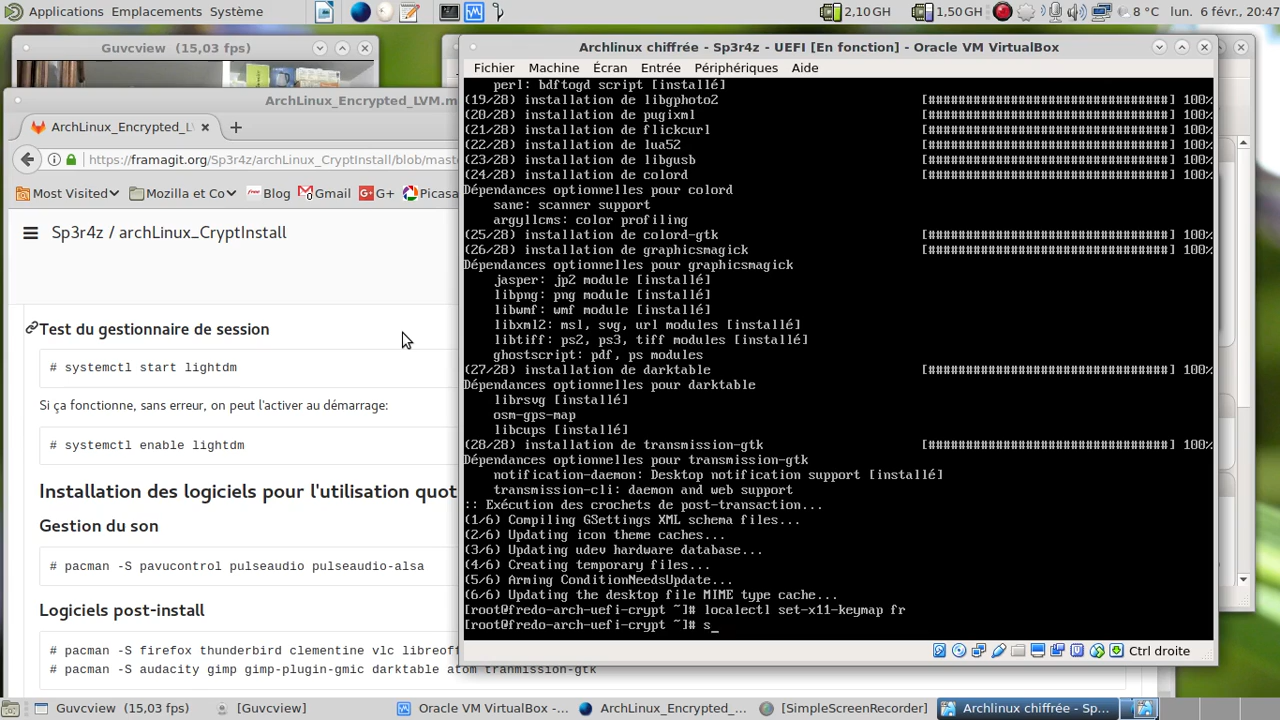 Applications Emplacements Système
2,10 GH
1,50 GH
8 °C lun. 6 févr., 20:47
Guvcview (15,03 fps)
ArchLinux_Encrypted_LVM.m
ArchLinux_Encrypted_L
https://framagit.org/Sp3r4z/archLinux_CryptInstall/blob/mast
Most Visited
Mozilla et Co
Blog
Gmail
G+
Picasa
Sp3r4z / archLinux_CryptInstall
Test du gestionnaire de session
# systemctl start lightdm
Si ça fonctionne, sans erreur, on peut l'activer au démarrage:
# systemctl enable lightdm
Installation des logiciels pour l'utilisation quot
Gestion du son
# pacman -S pavucontrol pulseaudio pulseaudio-alsa
Logiciels post-install
# pacman -S firefox thunderbird clementine vlc libreoff
# pacman -S audacity gimp gimp-plugin-gmic darktable atom tranmission-gtk
Archlinux chiffrée - Sp3r4z - UEFI [En fonction] - Oracle VM VirtualBox
Fichier Machine Écran Entrée Périphériques Aide
perl: bdftogd script [installé]
(19/28) installation de libgphoto2 [################################] 100%
(20/28) installation de pugixml [################################] 100%
(21/28) installation de flickcurl [################################] 100%
(22/28) installation de lua52 [################################] 100%
(23/28) installation de libgusb [################################] 100%
(24/28) installation de colord [################################] 100%
Dépendances optionnelles pour colord
sane: scanner support
argyllcms: color profiling
(25/28) installation de colord-gtk [################################] 100%
(26/28) installation de graphicsmagick [################################] 100%
Dépendances optionnelles pour graphicsmagick
jasper: jp2 module [installé]
libpng: png module [installé]
libwmf: wmf module [installé]
libxml2: msl, svg, url modules [installé]
libtiff: ps2, ps3, tiff modules [installé]
ghostscript: pdf, ps modules
(27/28) installation de darktable [################################] 100%
Dépendances optionnelles pour darktable
librsvg [installé]
osm-gps-map
libcups [installé]
(28/28) installation de transmission-gtk [################################] 100%
Dépendances optionnelles pour transmission-gtk
notification-daemon: Desktop notification support [installé]
transmission-cli: daemon and web support
:: Exécution des crochets de post-transaction...
(1/6) Compiling GSettings XML schema files...
(2/6) Updating icon theme caches...
(3/6) Updating udev hardware database...
(4/6) Creating temporary files...
(5/6) Arming ConditionNeedsUpdate...
(6/6) Updating the desktop file MIME type cache...
[root@fredo-arch-uefi-crypt ~]# localectl set-x11-keymap fr
[root@fredo-arch-uefi-crypt ~]# s_
Ctrl droite
Guvcview (15,03 fps)
[Guvcview]
Oracle VM VirtualBox -...
ArchLinux_Encrypted_...
[SimpleScreenRecorder]
Archlinux chiffrée - Sp...